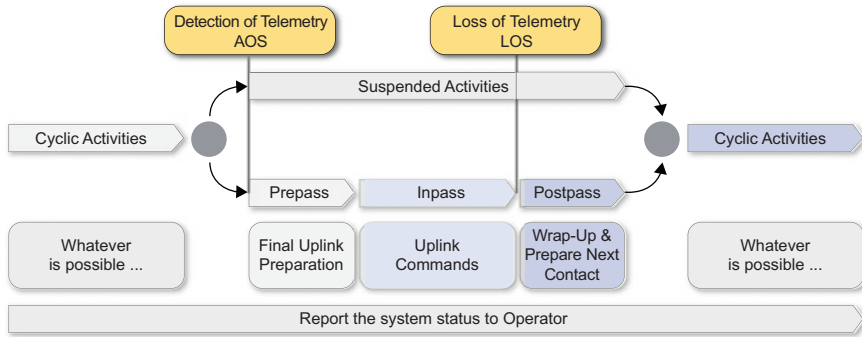 Detection of Telemetry
AOS
Loss of Telemetry
LOS
Suspended Activities
Cyclic Activities
Cyclic Activities
Prepass
Inpass
Postpass
Whatever
is possible ...
Final Uplink
Preparation
Uplink
Commands
Wrap-Up &
Prepare Next
Contact
Whatever
is possible ...
Report the system status to Operator